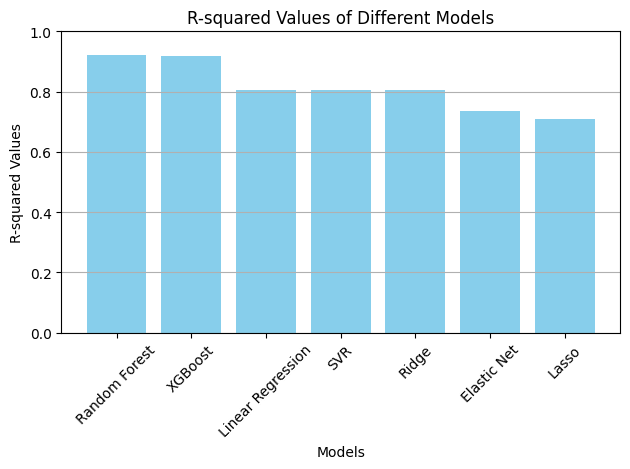 R-squared Values of Different Models
R-squared Values
1.0
0.8
0.6
0.4
0.2
0.0
Random Forest
XGBoost
Linear Regression
SVR
Ridge
Elastic Net
Lasso
Models